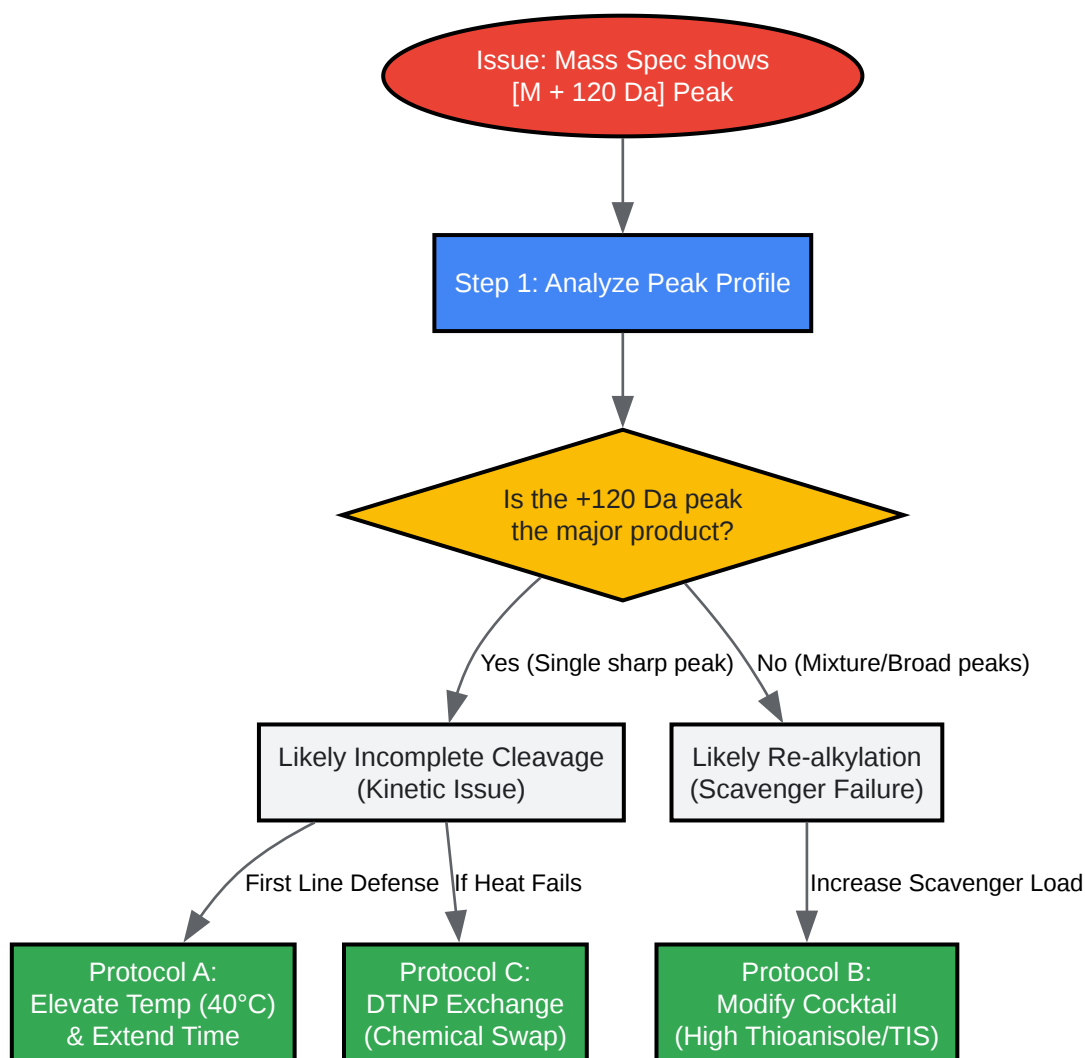 Issue: Mass Spec shows
[M + 120 Da] Peak
Step 1: Analyze Peak Profile
Is the +120 Da peak
the major product?
Yes (Single sharp peak)
No (Mixture/Broad peaks)
Likely Incomplete Cleavage
(Kinetic Issue)
Likely Re-alkylation
(Scavenger Failure)
First Line Defense
If Heat Fails
Increase Scavenger Load
Protocol A:
Elevate Temp (40°C)
& Extend Time
Protocol C:
DTNP Exchange
(Chemical Swap)
Protocol B:
Modify Cocktail
(High Thioanisole/TIS)